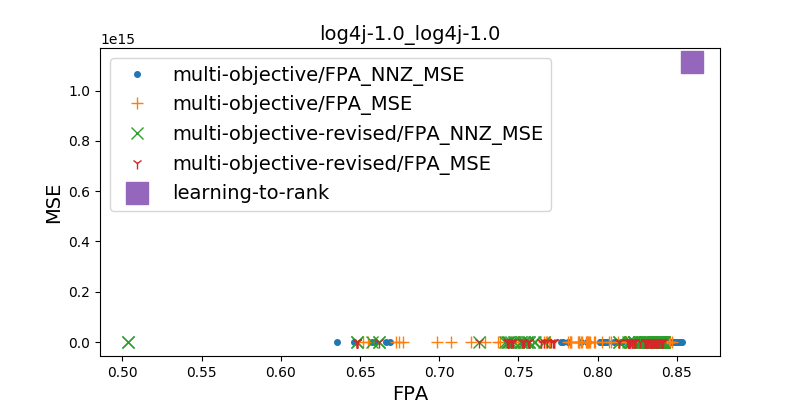 log4j-1.0_log4j-1.0
1e15
multi-objective/FPA_NNZ_MSE
multi-objective/FPA_MSE
multi-objective-revised/FPA_NNZ_MSE
multi-objective-revised/FPA_MSE
learning-to-rank
MSE
1.0
0.8
0.6
0.4
0.2
0.0
0.50 0.55 0.60 0.65 0.70 0.75 0.80 0.85
FPA